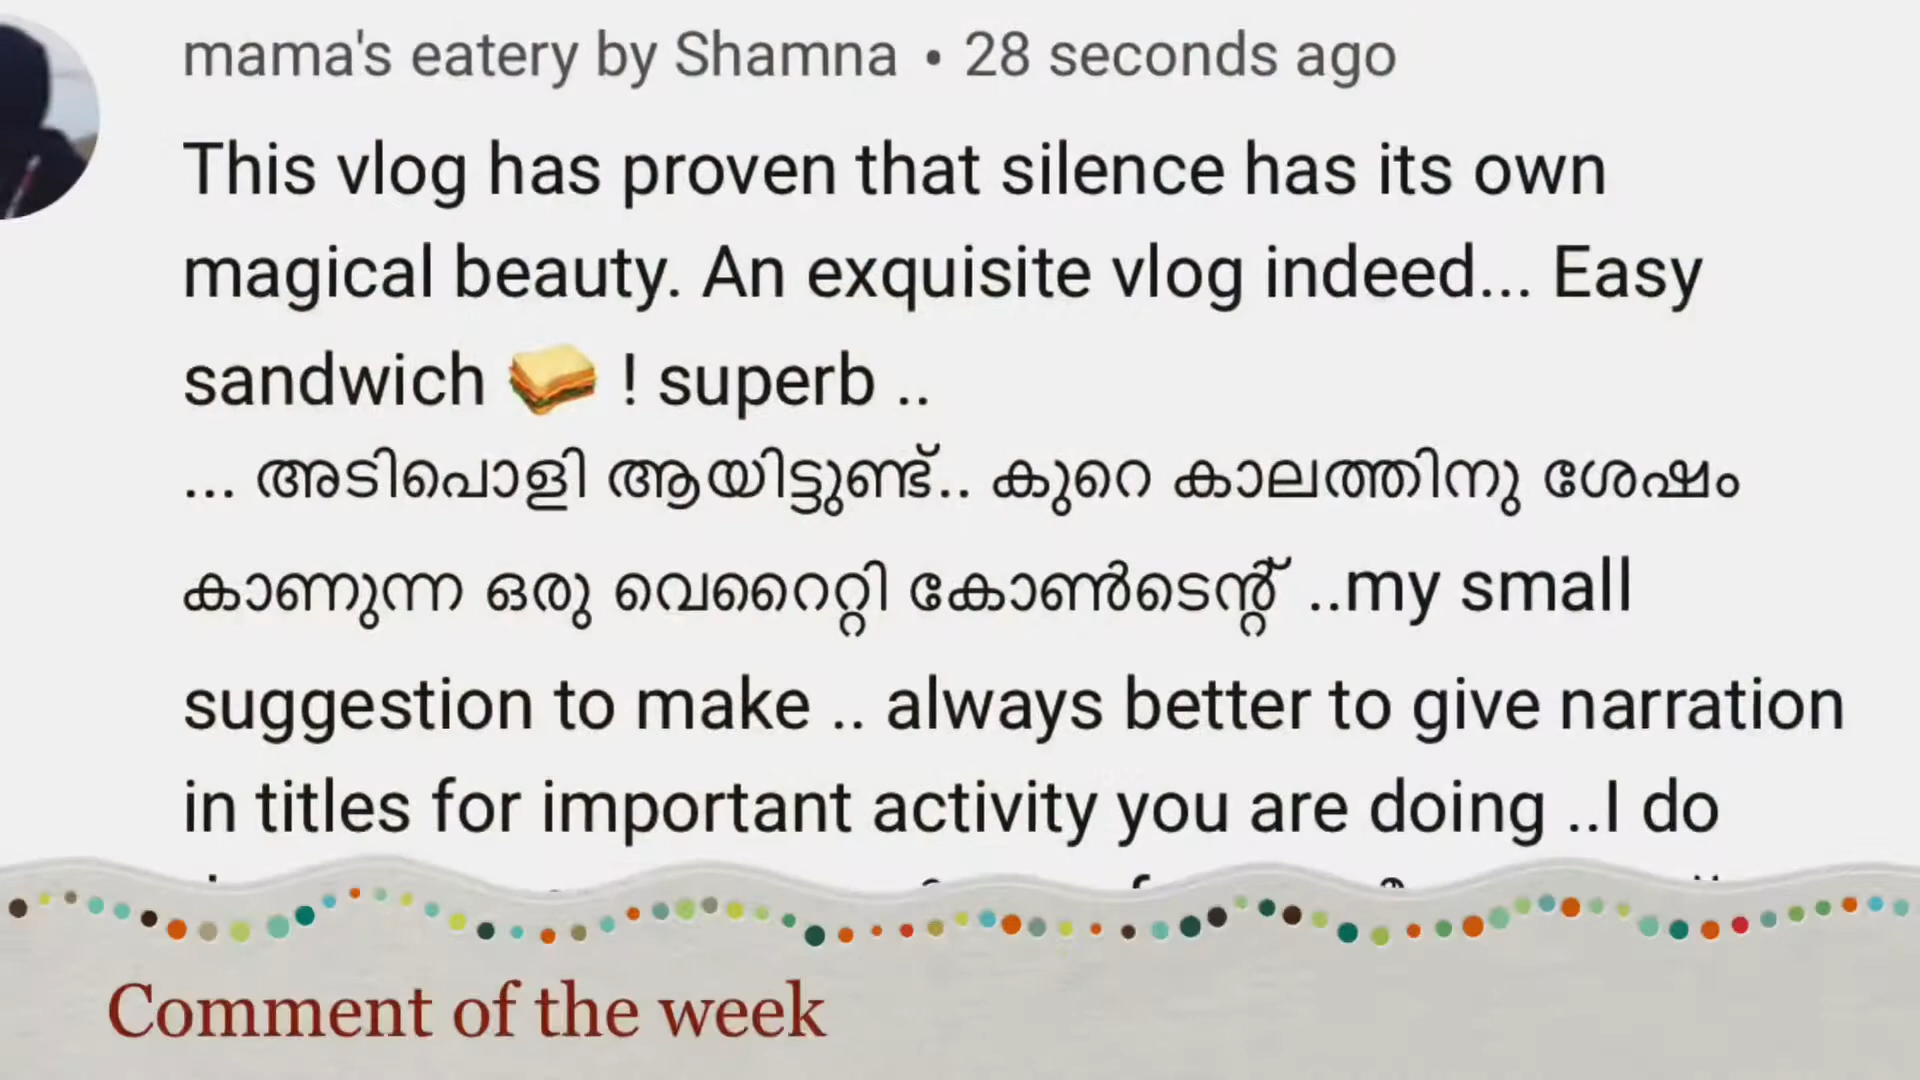 mama's eatery by Shamna • 28 seconds ago
This vlog has proven that silence has its own
magical beauty. An exquisite vlog indeed... Easy
sandwich 🥪 ! superb ..
... അടിപൊളി ആയിട്ടുണ്ട്.. കുറെ കാലത്തിനു ശേഷം
കാണുന്ന ഒരു വെറൈറ്റി കോൺടെന്റ് ..my small
suggestion to make .. always better to give narration
in titles for important activity you are doing ..I do
Comment of the week